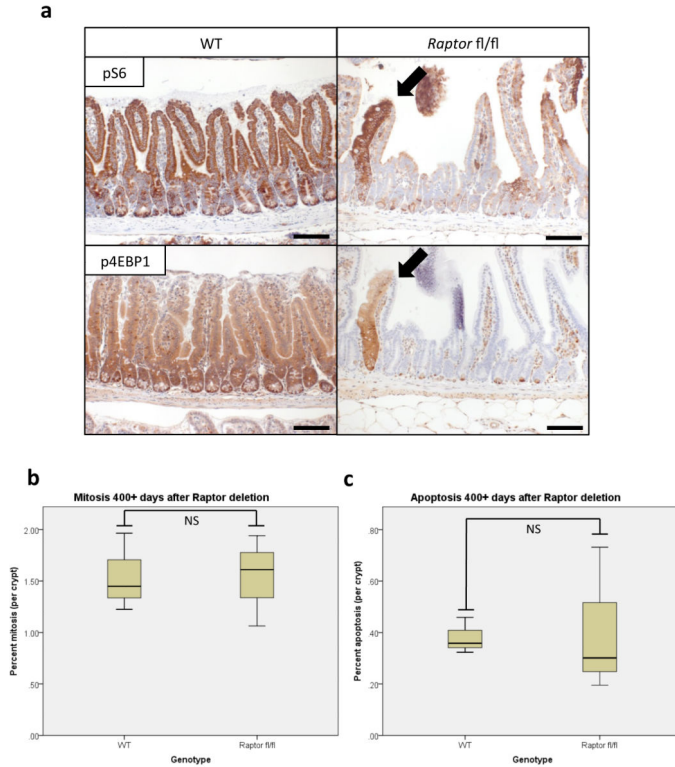 a
WT
Raptor fl/fl
pS6
p4EBP1
b
Mitosis 400+ days after Raptor deletion
NS
2.00
1.50
1.00
.50
.00
Percent mitosis (per crypt)
WT
Raptor fl/fl
Genotype
c
Apoptosis 400+ days after Raptor deletion
NS
.80
.60
.40
.20
.00
Percent apoptosis (per crypt)
WT
Raptor fl/fl
Genotype